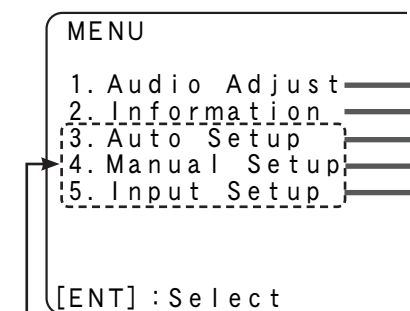 MENU
1. Audio Adjust
2. Information
3. Auto Setup
4. Manual Setup
5. Input Setup
[ENT] : Select